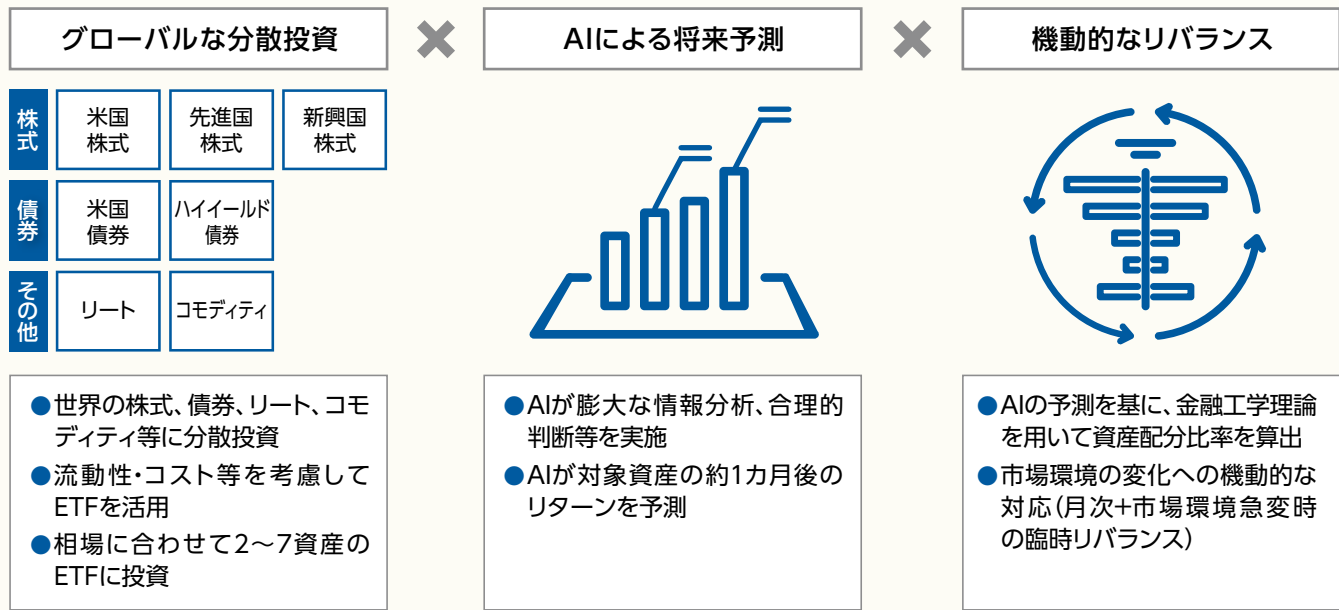 グローバルな分散投資
×
AIによる将来予測
×
機動的なリバランス
株式
米国
株式
先進国
株式
新興国
株式
債券
米国
債券
ハイイールド
債券
その他
リート
コモディティ
●世界の株式、債券、リート、コモ
ディティ等に分散投資
●流動性・コスト等を考慮して
ETFを活用
●相場に合わせて2〜7資産の
ETFに投資
●AIが膨大な情報分析、合理的
判断等を実施
●AIが対象資産の約1カ月後の
リターンを予測
●AIの予測を基に、金融工学理論
を用いて資産配分比率を算出
●市場環境の変化への機動的な
対応(月次+市場環境急変時
の臨時リバランス)